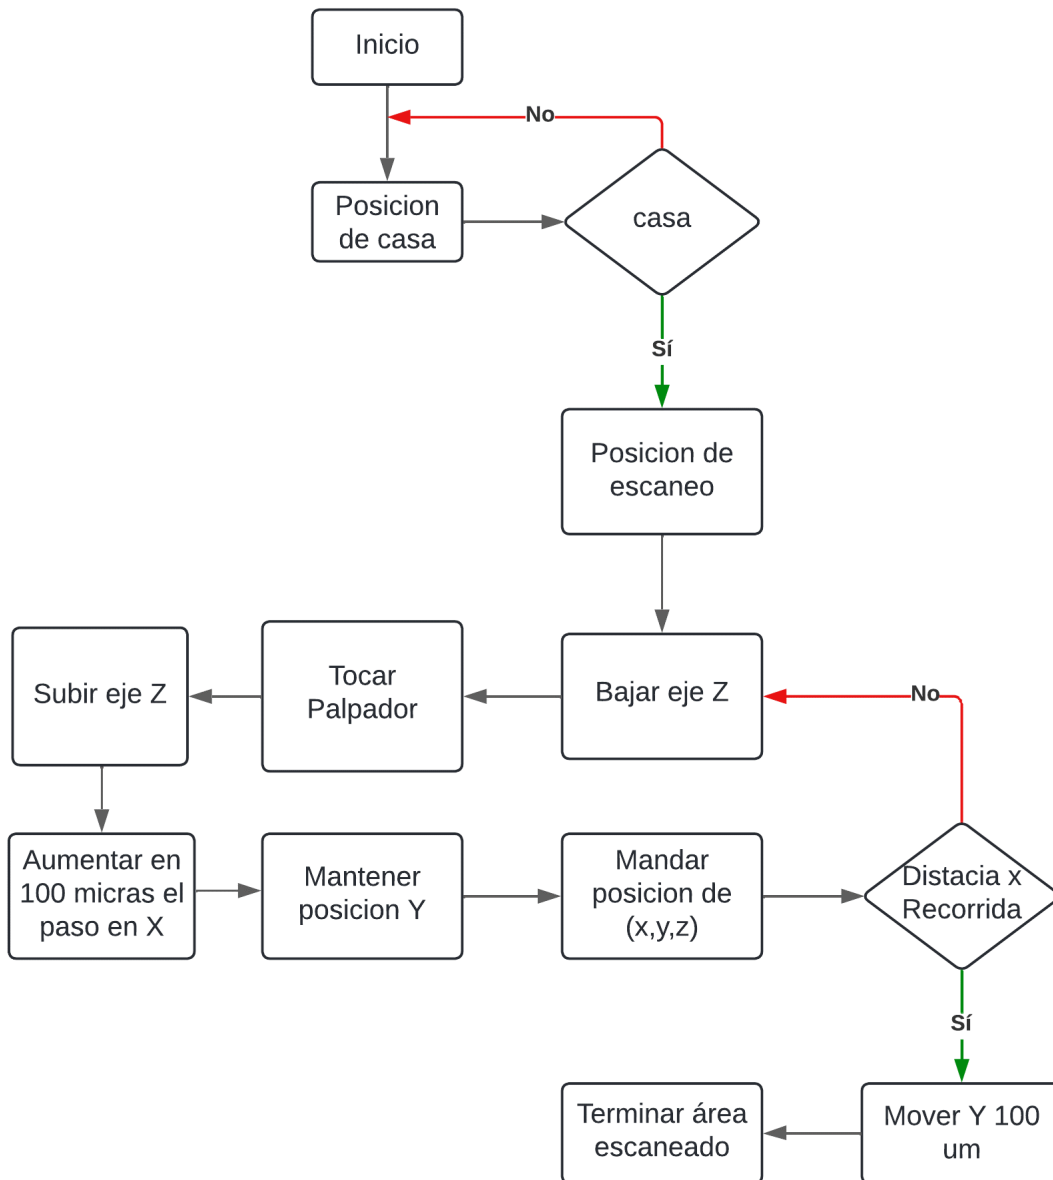 Inicio
No
Posicion
de casa
casa
Sí
Posicion de
escaneo
Subir eje Z
Tocar
Palpador
Bajar eje Z
No
Aumentar en
100 micras el
paso en X
Mantener
posicion Y
Mandar
posicion de
(x,y,z)
Distacia x
Recorrida
Sí
Terminar área
escaneado
Mover Y 100
um